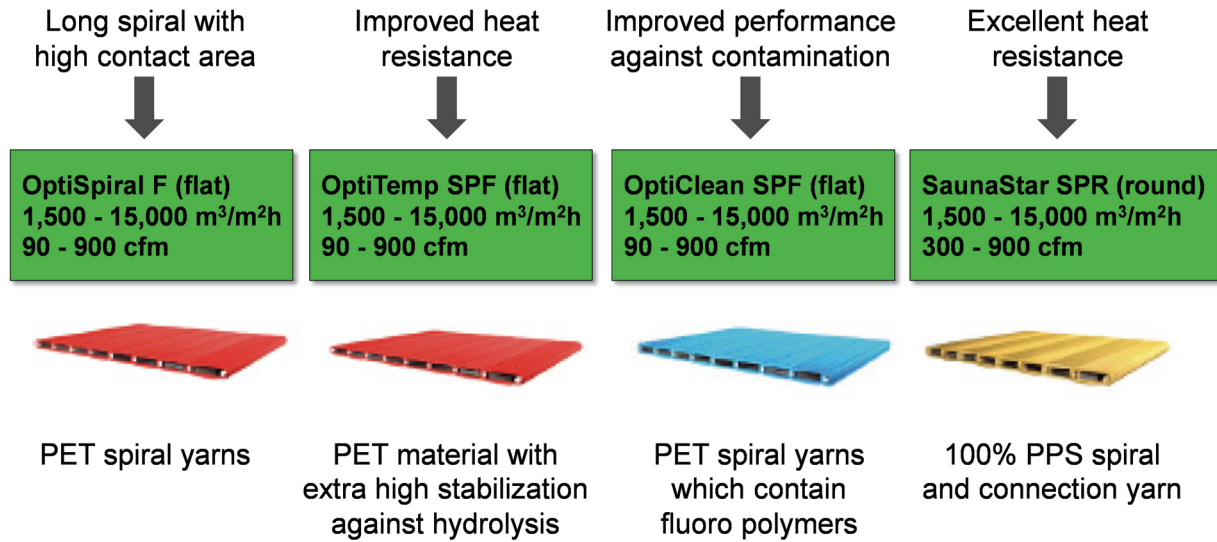 Long spiral with
high contact area
Improved heat
resistance
Improved performance
against contamination
Excellent heat
resistance
OptiSpiral F (flat)
1,500 - 15,000 m³/m²h
90 - 900 cfm
OptiTemp SPF (flat)
1,500 - 15,000 m³/m²h
90 - 900 cfm
OptiClean SPF (flat)
1,500 - 15,000 m³/m²h
90 - 900 cfm
SaunaStar SPR (round)
1,500 - 15,000 m³/m²h
300 - 900 cfm
PET spiral yarns
PET material with
extra high stabilization
against hydrolysis
PET spiral yarns
which contain
fluoro polymers
100% PPS spiral
and connection yarn